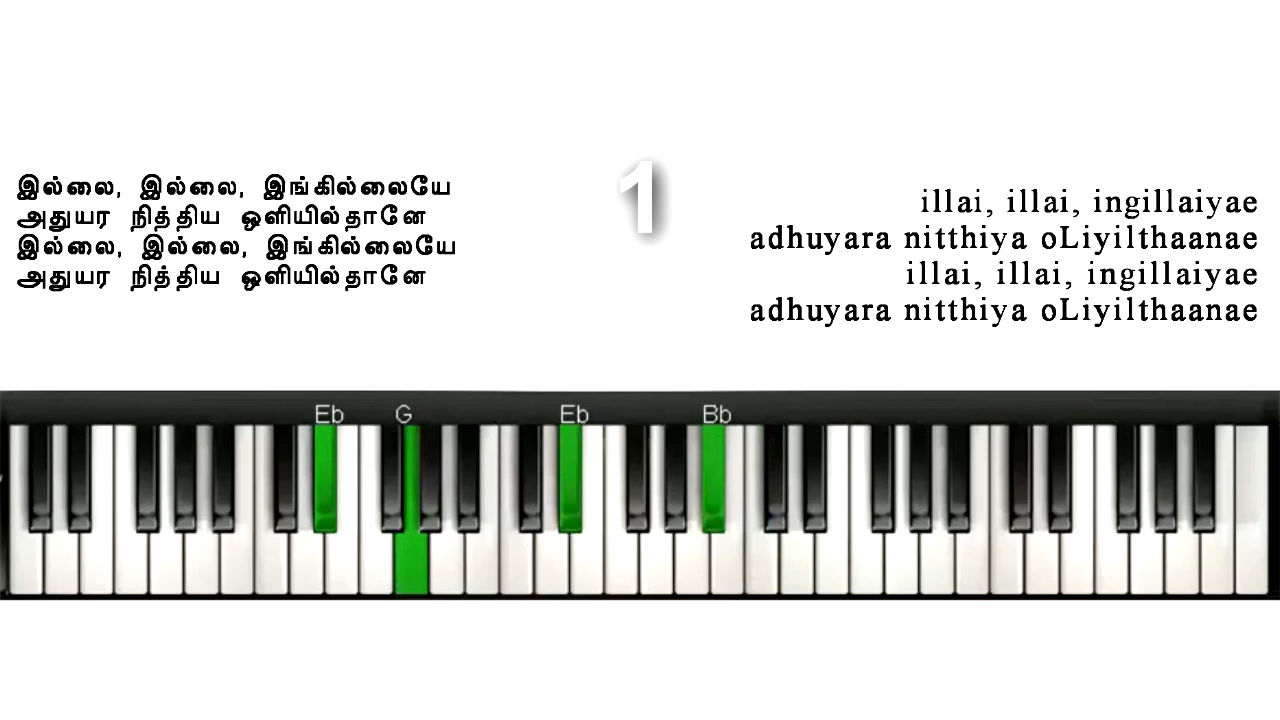 இல்லை, இல்லை, இங்கில்லையே
அதுயர நித்திய ஒளியில்தானே
இல்லை, இல்லை, இங்கில்லையே
அதுயர நித்திய ஒளியில்தானே
1
illai, illai, ingillaiyae
adhuyara nitthiya oLiyilthaanae
illai, illai, ingillaiyae
adhuyara nitthiya oLiyilthaanae
Eb G Eb Bb